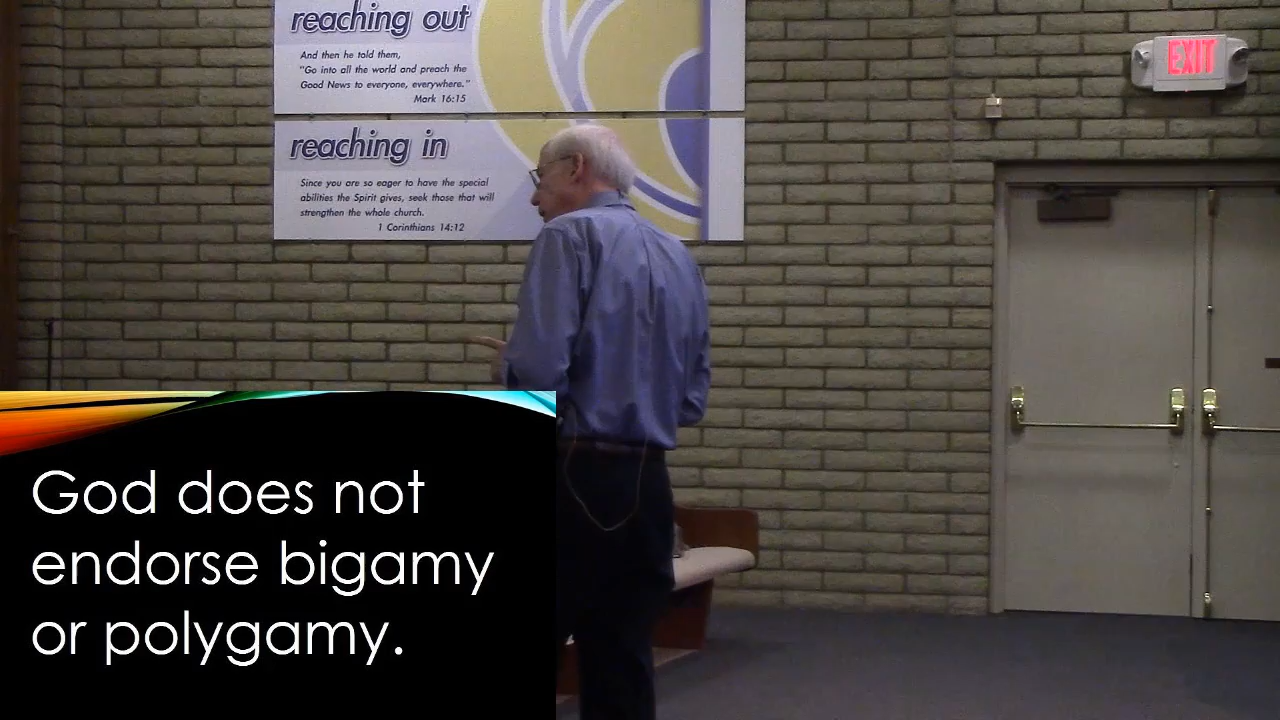 reaching out
And then he told them,
"Go into all the world and preach the
Good News to everyone, everywhere."
Mark 16:15
reaching in
Since you are so eager to have the special
abilities the Spirit gives, seek those that will
strengthen the whole church.
1 Corinthians 14:12
EXIT
God does not
endorse bigamy
or polygamy.